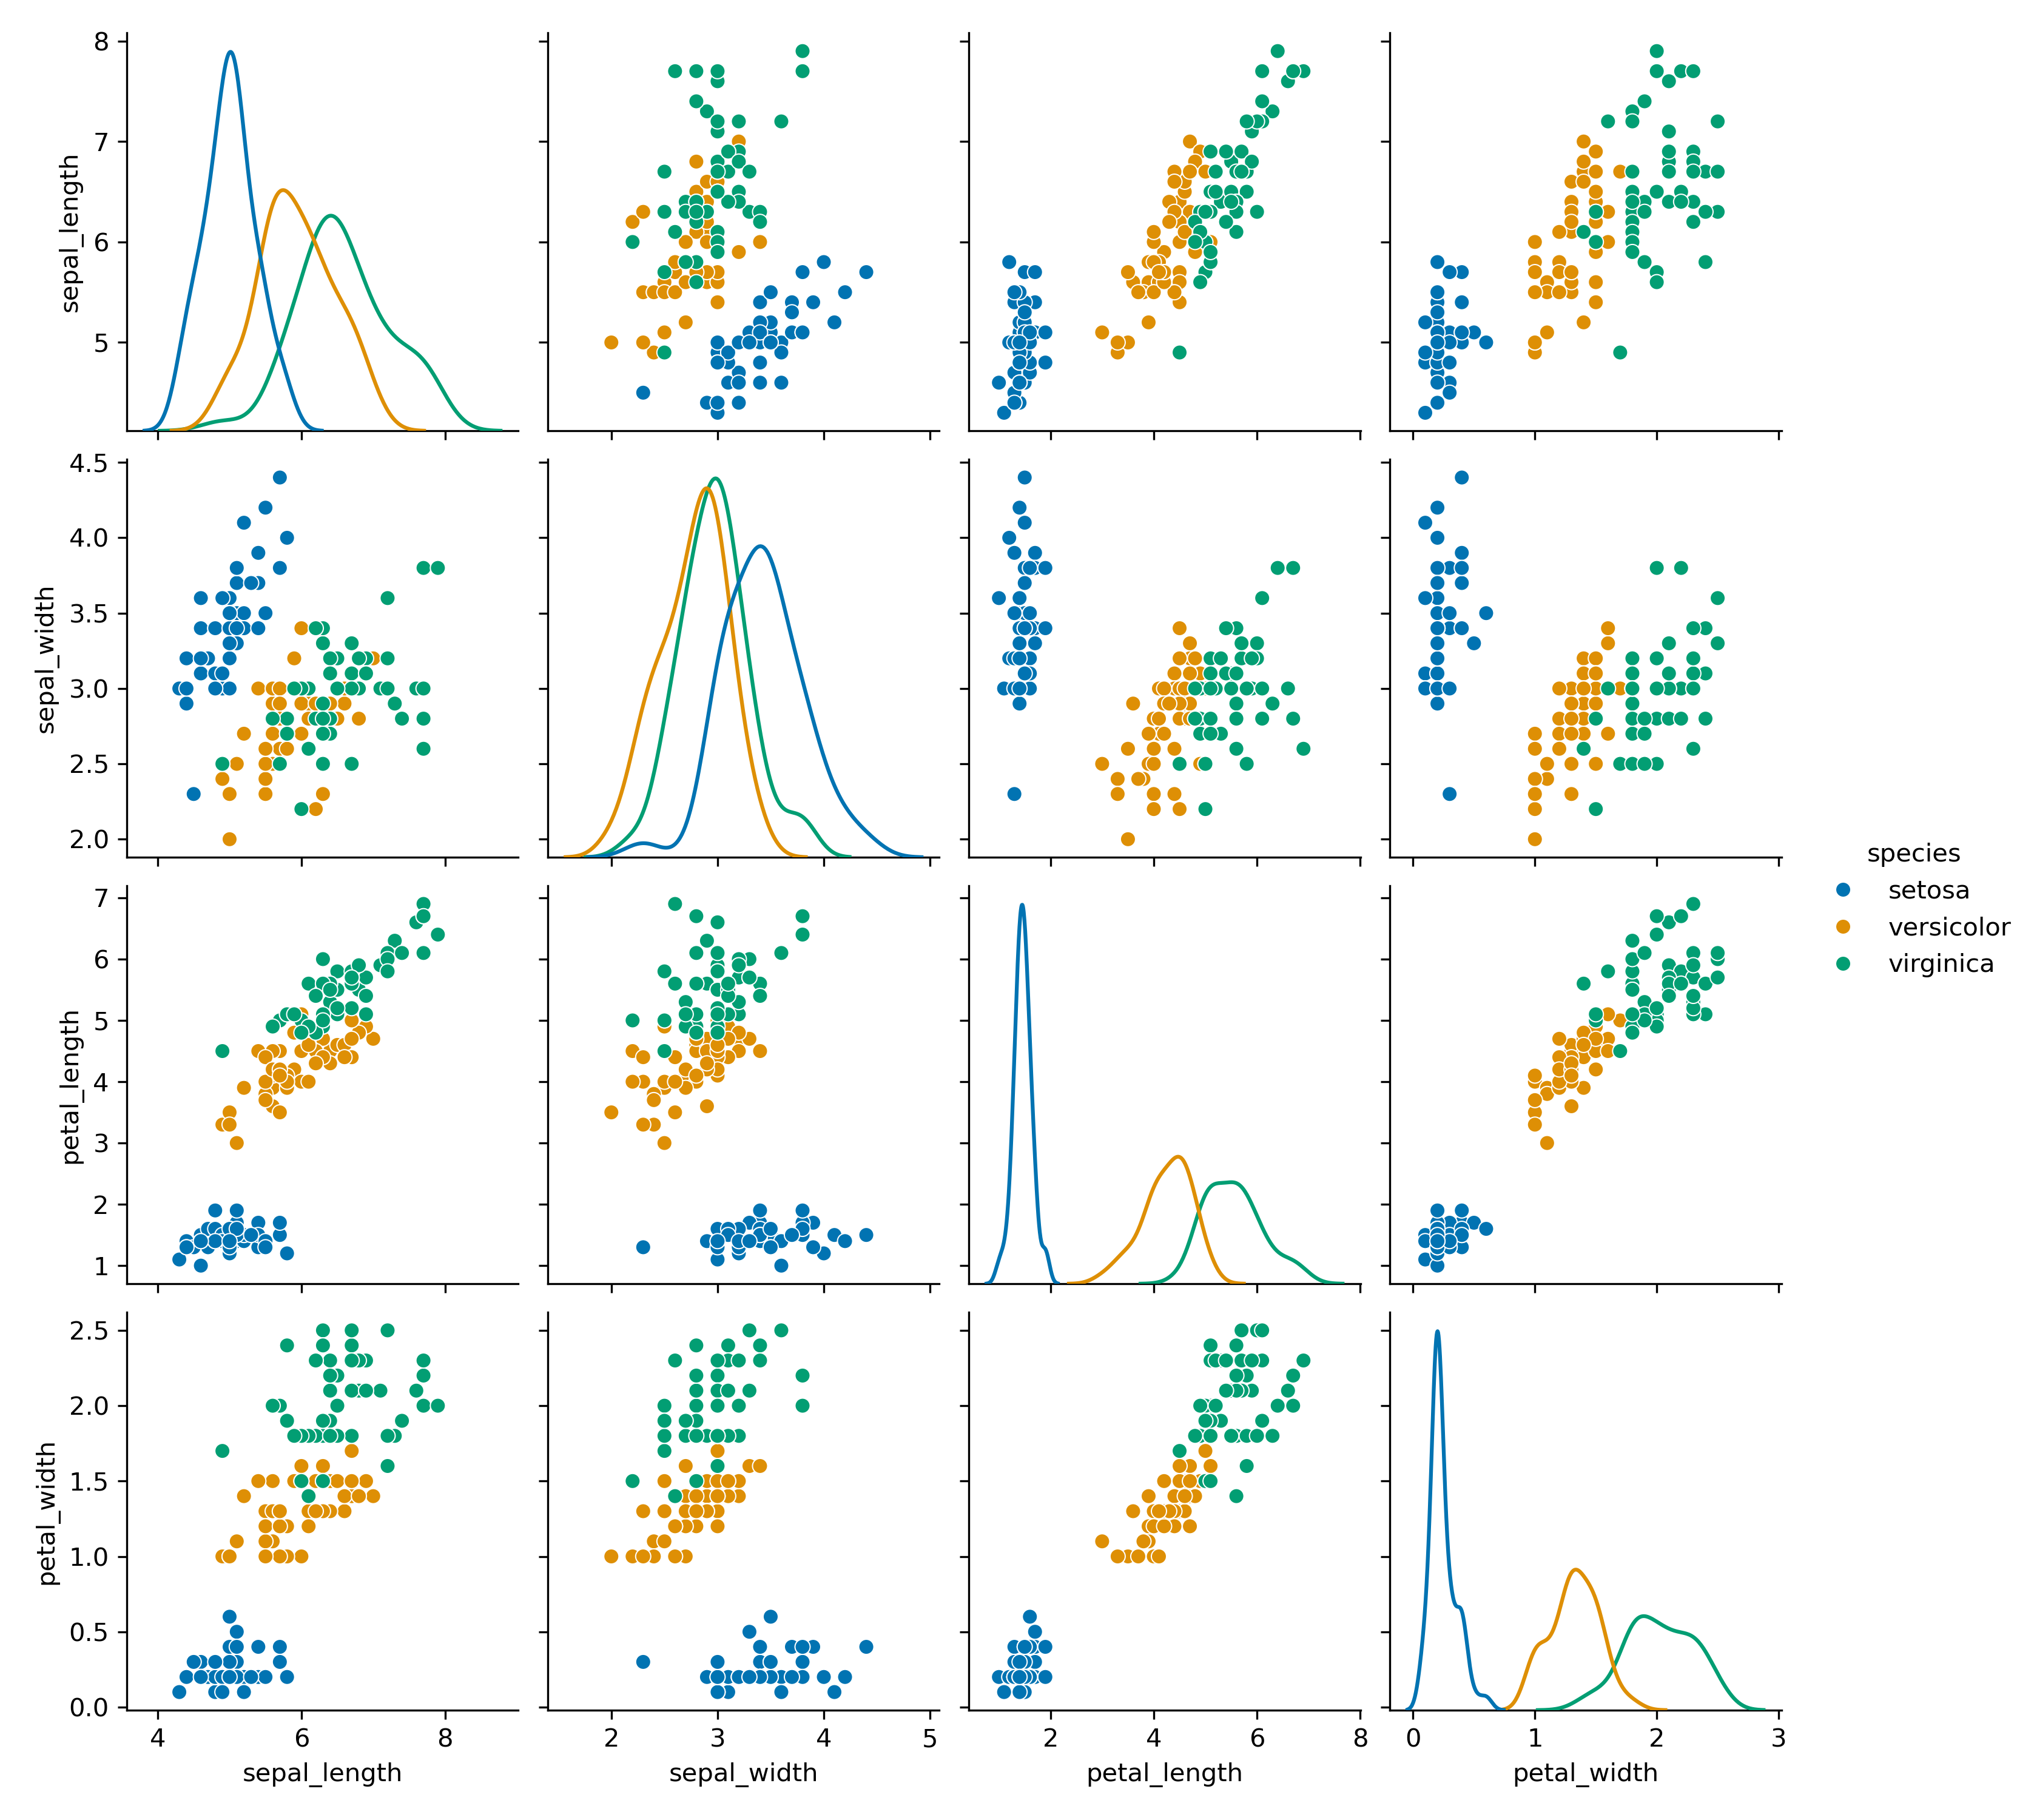 8
7
6
5
sepal_length
4.5
4.0
3.5
3.0
2.5
2.0
sepal_width
species
setosa
versicolor
virginica
7
6
5
4
3
2
1
petal_length
2.5
2.0
1.5
1.0
0.5
0.0
petal_width
4 6 8
2 3 4 5
2 4 6 8
0 1 2 3
sepal_length
sepal_width
petal_length
petal_width